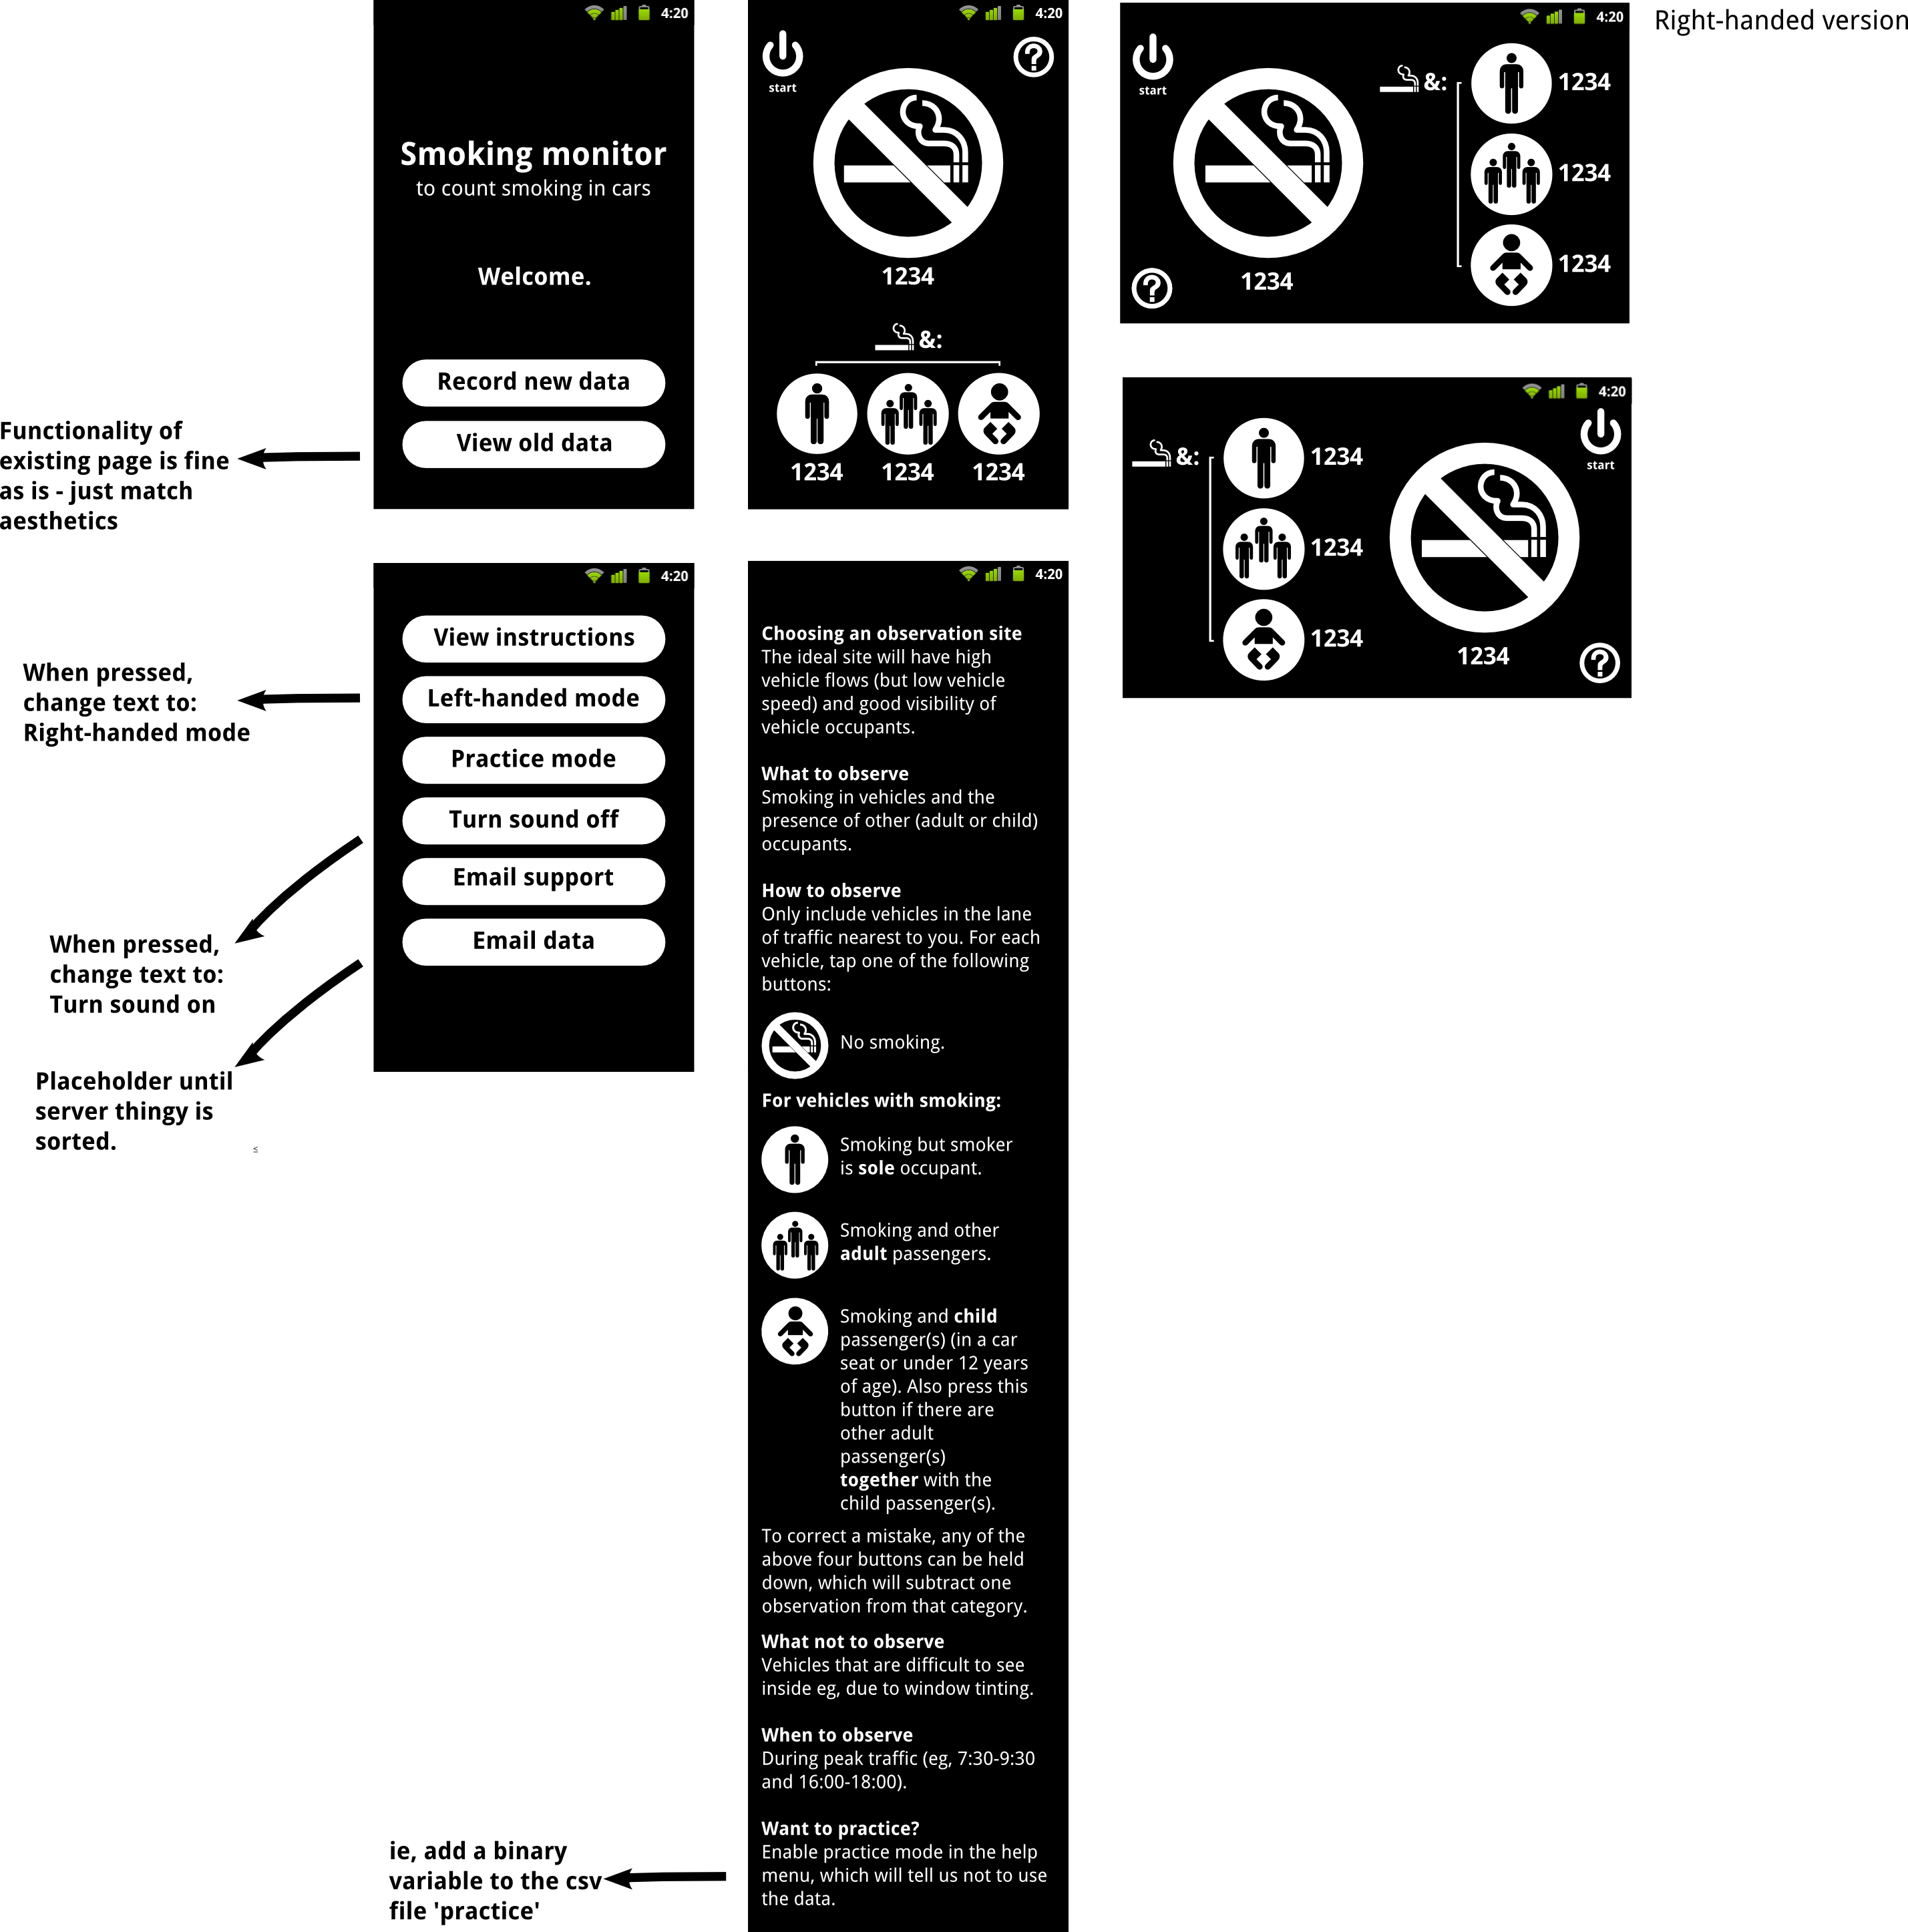 4:20
Smoking monitor
to count smoking in cars
Welcome.
Record new data
View old data
Functionality of
existing page is fine
as is - just match
aesthetics
4:20
start
1234
&:
1234 1234 1234
4:20
start
&:
1234
1234
1234
1234
Right-handed version
4:20
&:
1234
1234
1234
start
1234
4:20
View instructions
Left-handed mode
Practice mode
Turn sound off
Email support
Email data
When pressed,
change text to:
Right-handed mode
When pressed,
change text to:
Turn sound on
Placeholder until
server thingy is
sorted.
≤
4:20
Choosing an observation site
The ideal site will have high
vehicle flows (but low vehicle
speed) and good visibility of
vehicle occupants.
What to observe
Smoking in vehicles and the
presence of other (adult or child)
occupants.
How to observe
Only include vehicles in the lane
of traffic nearest to you. For each
vehicle, tap one of the following
buttons:
No smoking.
For vehicles with smoking:
Smoking but smoker
is sole occupant.
Smoking and other
adult passengers.
Smoking and child
passenger(s) (in a car
seat or under 12 years
of age). Also press this
button if there are
other adult
passenger(s)
together with the
child passenger(s).
To correct a mistake, any of the
above four buttons can be held
down, which will subtract one
observation from that category.
What not to observe
Vehicles that are difficult to see
inside eg, due to window tinting.
When to observe
During peak traffic (eg, 7:30-9:30
and 16:00-18:00).
Want to practice?
Enable practice mode in the help
menu, which will tell us not to use
the data.
ie, add a binary
variable to the csv
file 'practice'